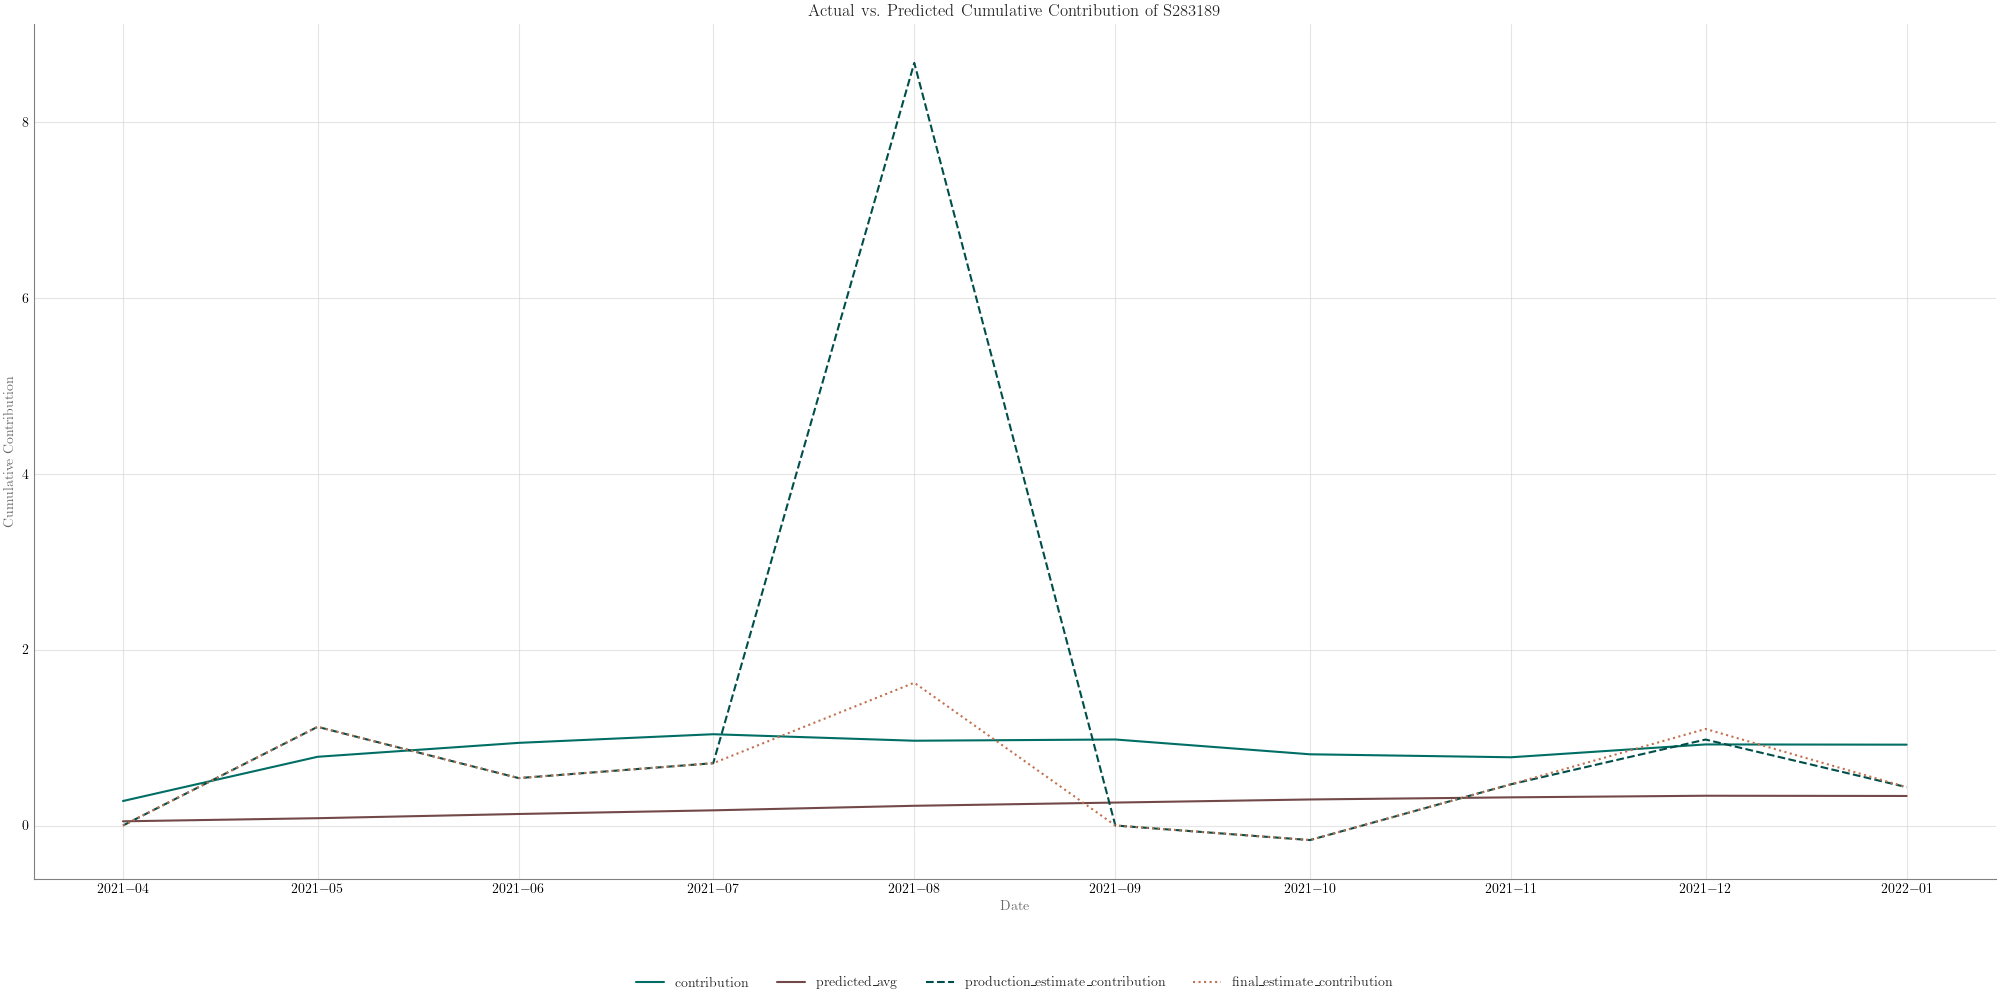 Actual vs. Predicted Cumulative Contribution of S283189
Cumulative Contribution
8
6
4
2
0
2021−04 2021−05 2021−06 2021−07 2021−08 2021−09 2021−10 2021−11 2021−12 2022−01
Date
contribution predicted_avg production_estimate_contribution final_estimate_contribution